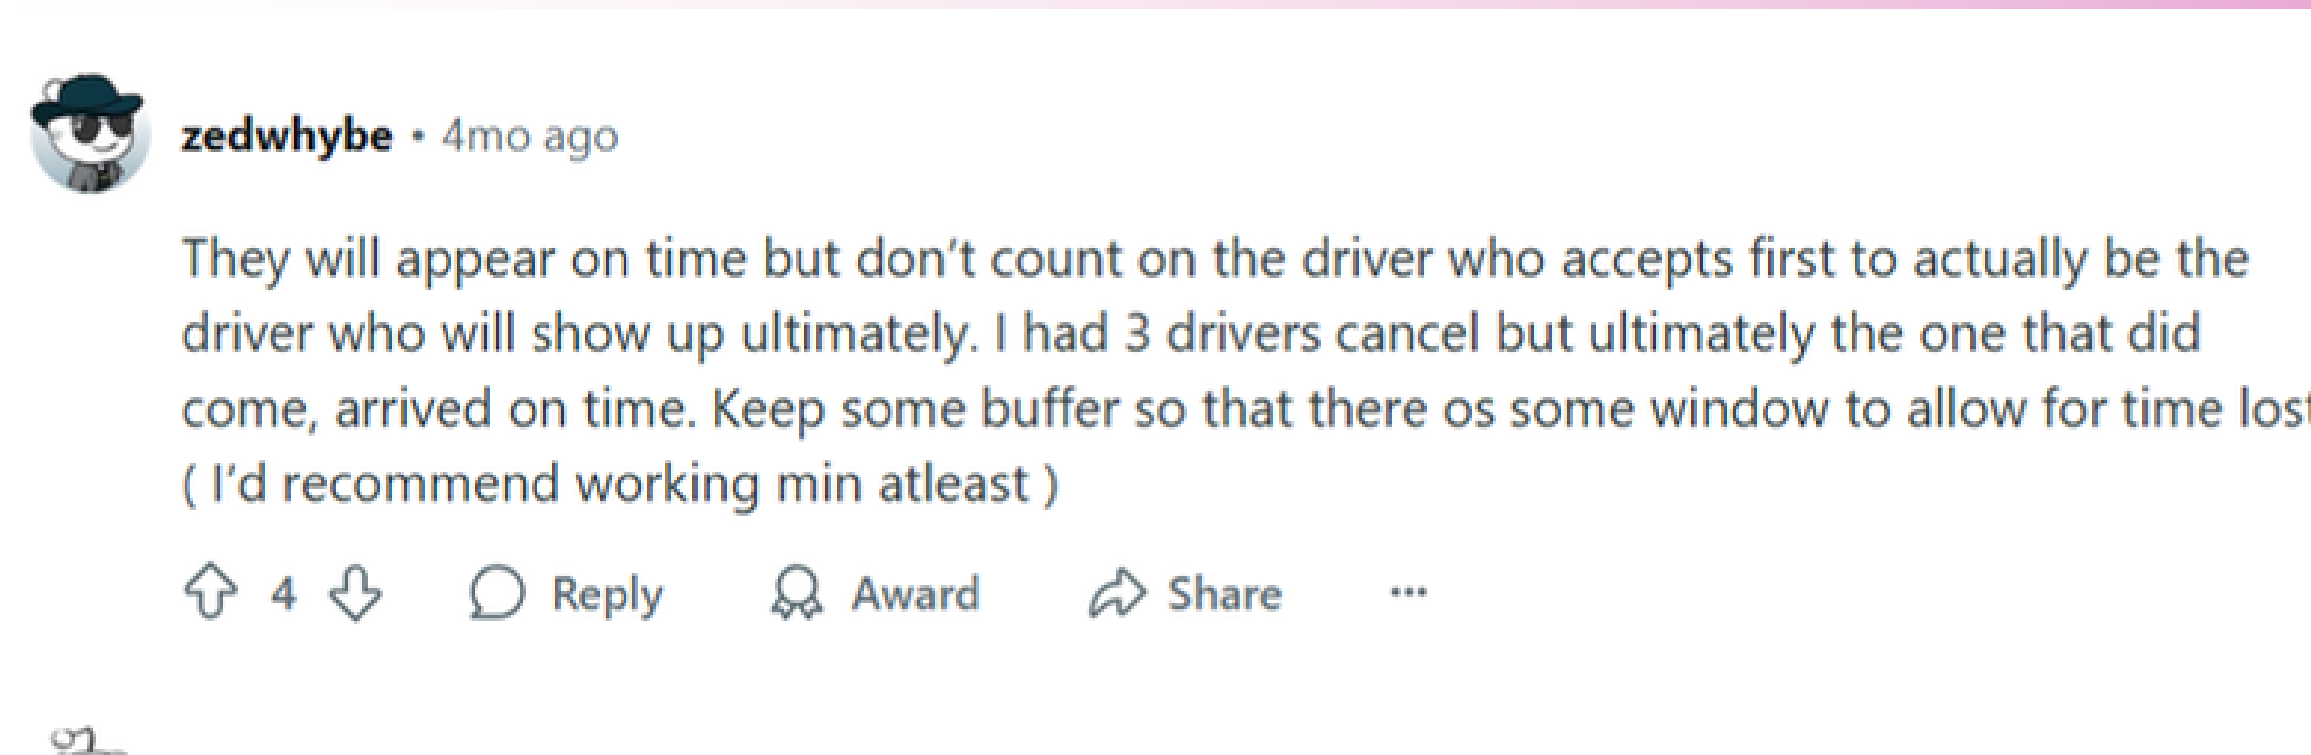 zedwhybe • 4mo ago
They will appear on time but don't count on the driver who accepts first to actually be the
driver who will show up ultimately. I had 3 drivers cancel but ultimately the one that did
come, arrived on time. Keep some buffer so that there os some window to allow for time lost
( I'd recommend working min atleast )
4 Reply Award Share ...